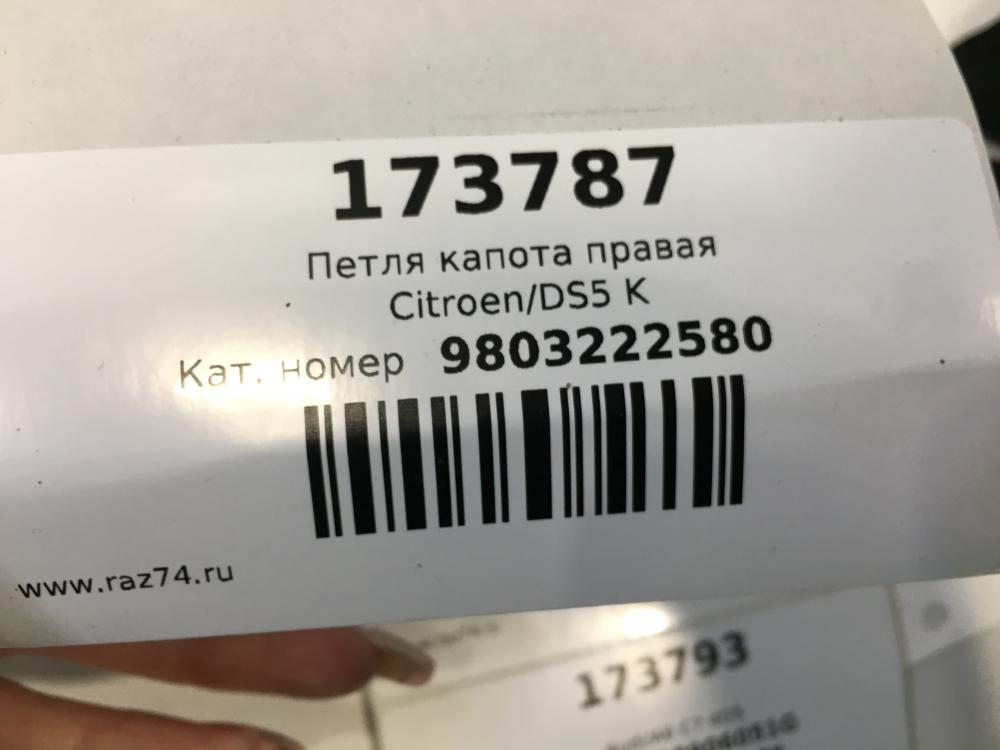 173787
Петля капота правая
Citroen/DS5 K
Кат. номер 9803222580
www.raz74.ru
173793